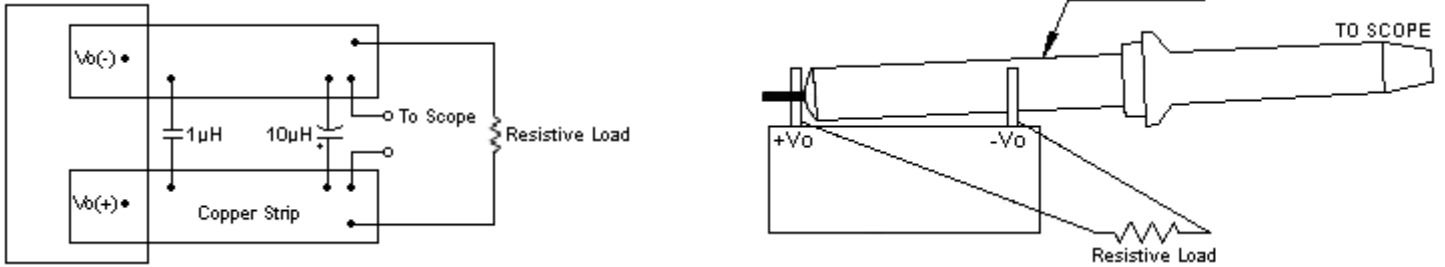 Vo(-)
1µH
10µH
+
To Scope
Resistive Load
Vo(+)
Copper Strip
TO SCOPE
+Vo
-Vo
Resistive Load